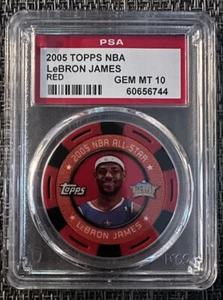 PSA
2005 TOPPS NBA
LeBRON JAMES
RED
GEM MT 10
60656744
2005 NBA ALL-STAR
Topps
LeBRON JAMES